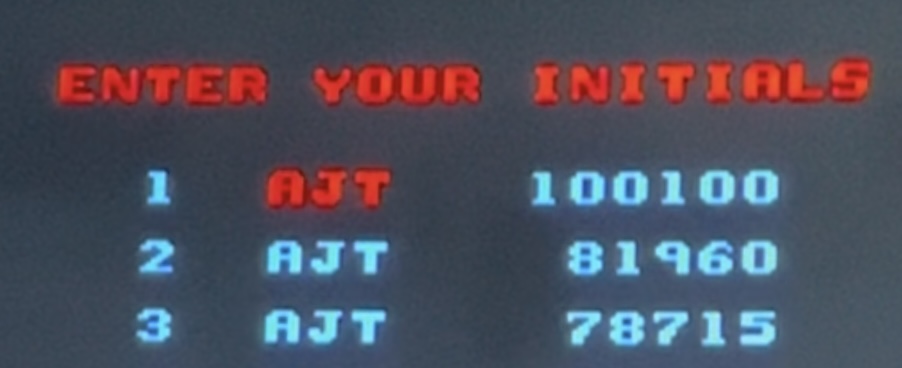 ENTER YOUR INITIALS
1 AJT 100100
2 AJT 81960
3 AJT 78715